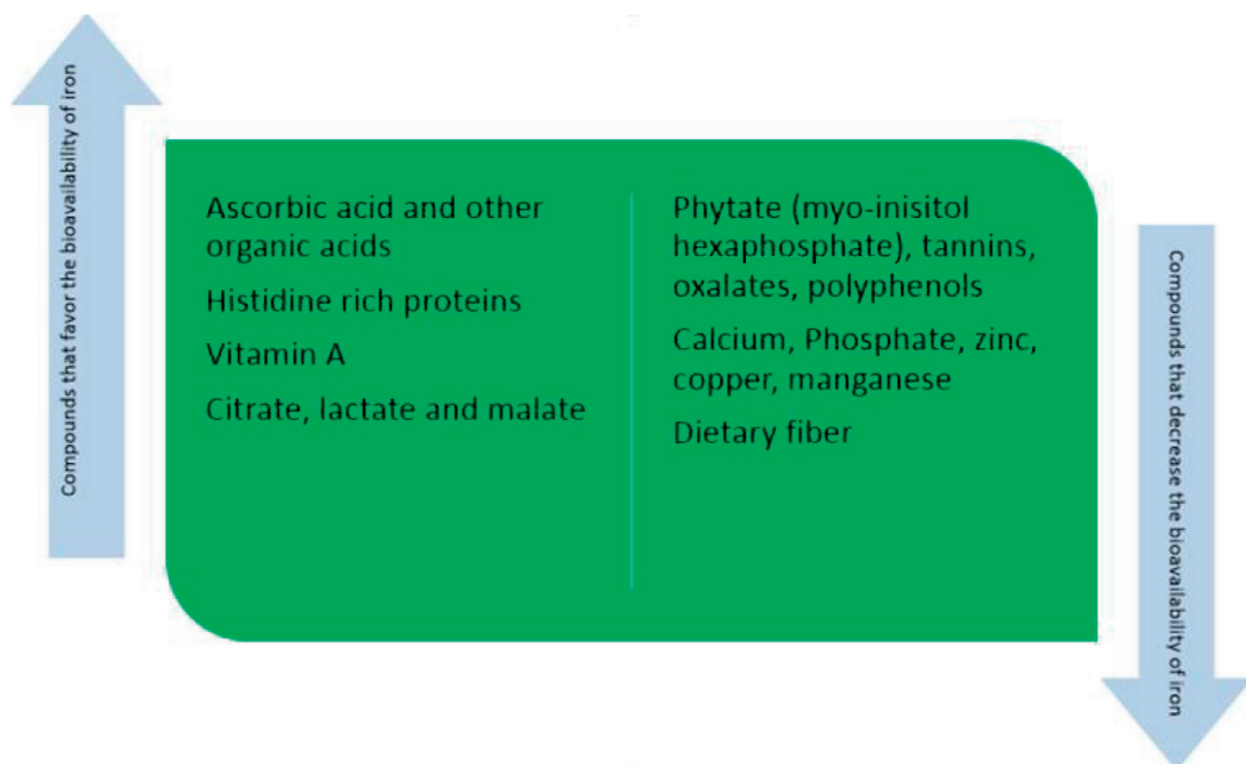 Compounds that favor the bioavailability of iron
Ascorbic acid and other
organic acids
Histidine rich proteins
Vitamin A
Citrate, lactate and malate
Phytate (myo-inisitol
hexaphosphate), tannins,
oxalates, polyphenols
Calcium, Phosphate, zinc,
copper, manganese
Dietary fiber
Compounds that decrease the bioavailability of iron